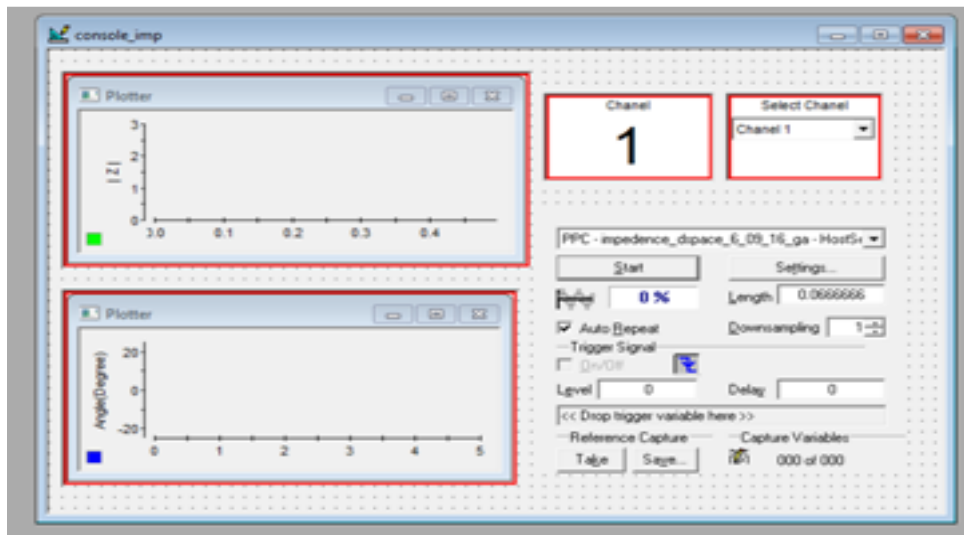 console_imp
Plotter
|Z|
3
2
1
0
0.0 0.1 0.2 0.3 0.4
Chanel
1
Select Chanel
Chanel 1
PPC - impedence_dspace_6_09_16_ga - HostSe
Start Settings...
0 % Length 0.0666666
Auto Repeat Downsampling 1
Trigger Signal
On/Off
Level 0 Delay 0
<< Drop trigger variable here >>
Reference Capture Capture Variables
Take Save... 000 of 000
Plotter
Angle(Degree)
20
0
-20
0 1 2 3 4 5